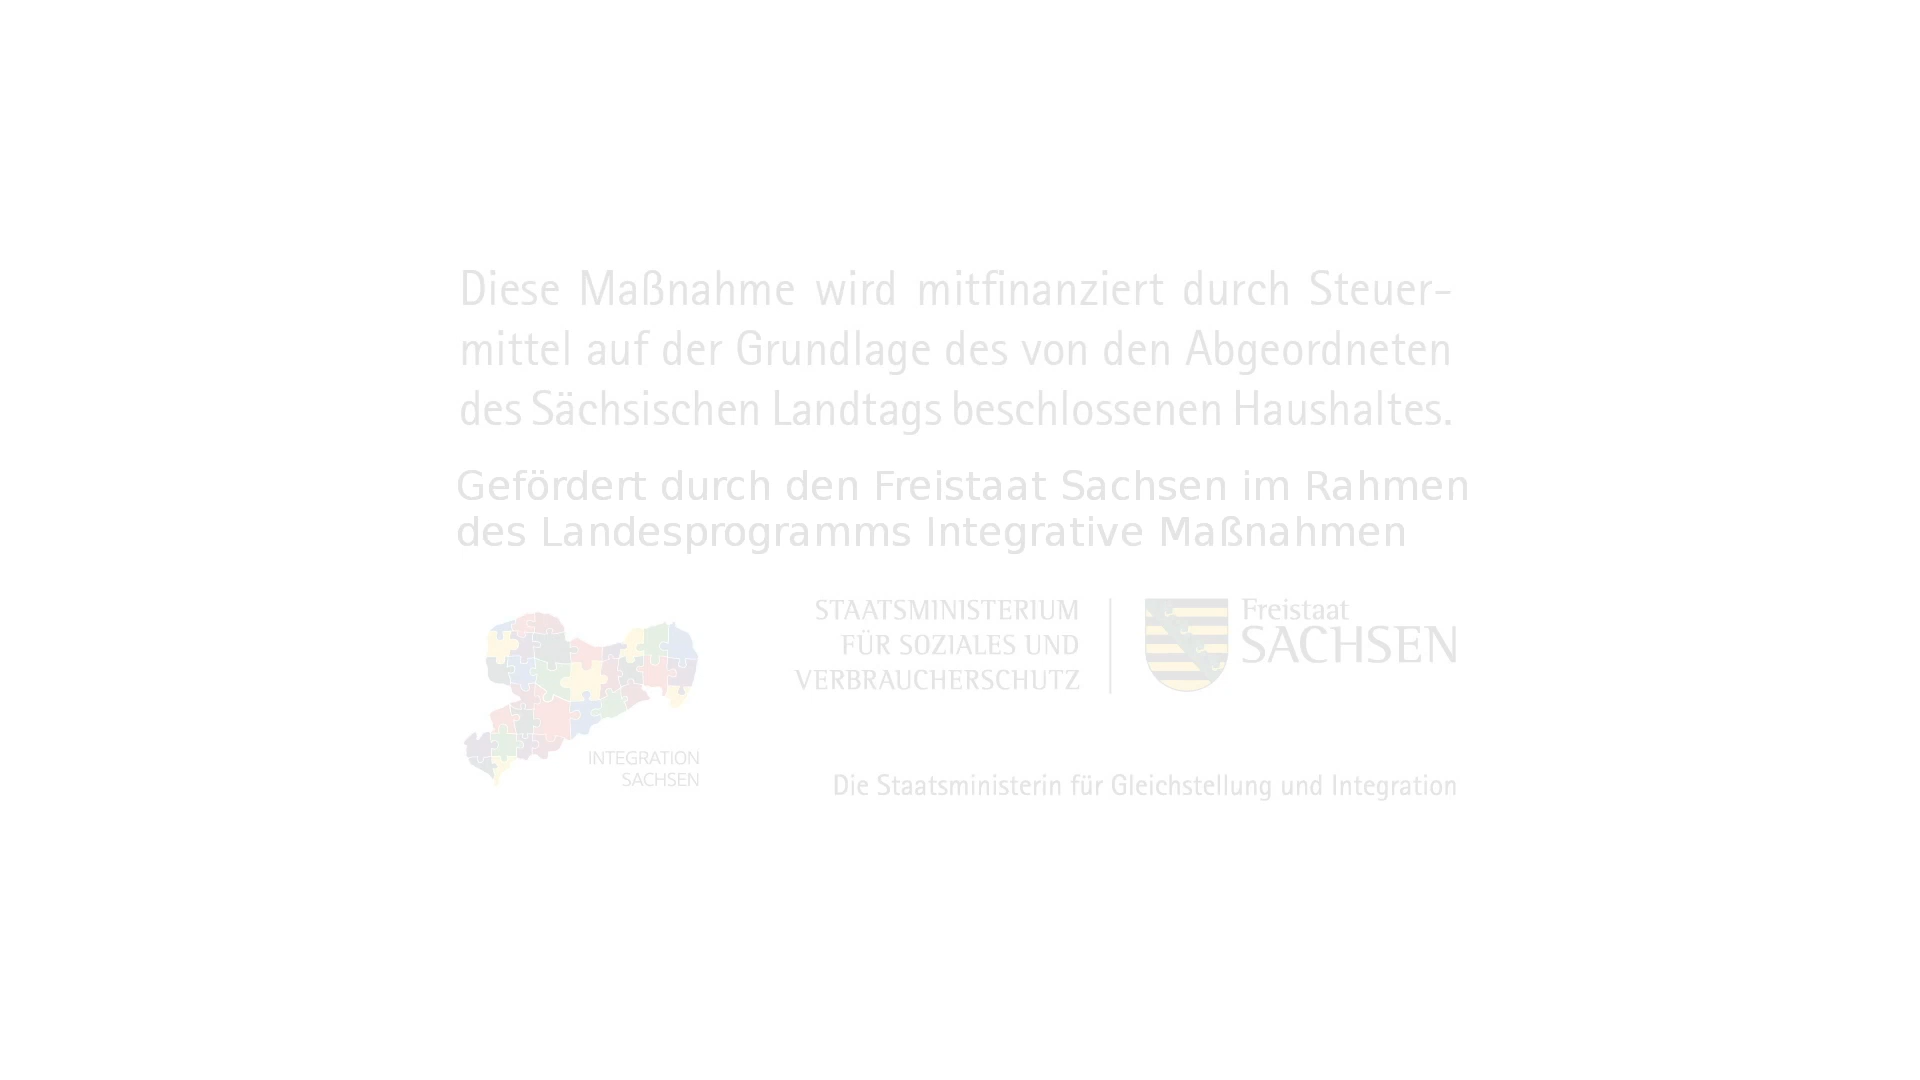 Diese Maßnahme wird mitfinanziert durch Steuer-
mittel auf der Grundlage des von den Abgeordneten
des Sächsischen Landtags beschlossenen Haushaltes.
Gefördert durch den Freistaat Sachsen im Rahmen
des Landesprogramms Integrative Maßnahmen
INTEGRATION
SACHSEN
STAATSMINISTERIUM
FÜR SOZIALES UND
VERBRAUCHERSCHUTZ
Freistaat
SACHSEN
Die Staatsministerin für Gleichstellung und Integration